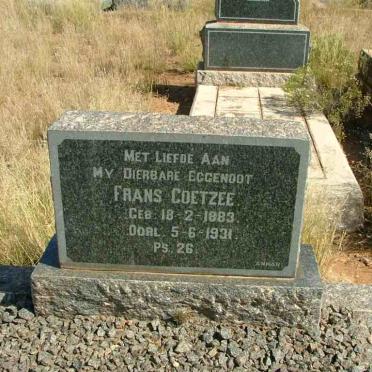 Met Liefde Aan
My Dierbare Eggenoot
Frans Coetzee
Geb. 18-2-1883.
Oorl. 5-6-1931.
Ps. 26